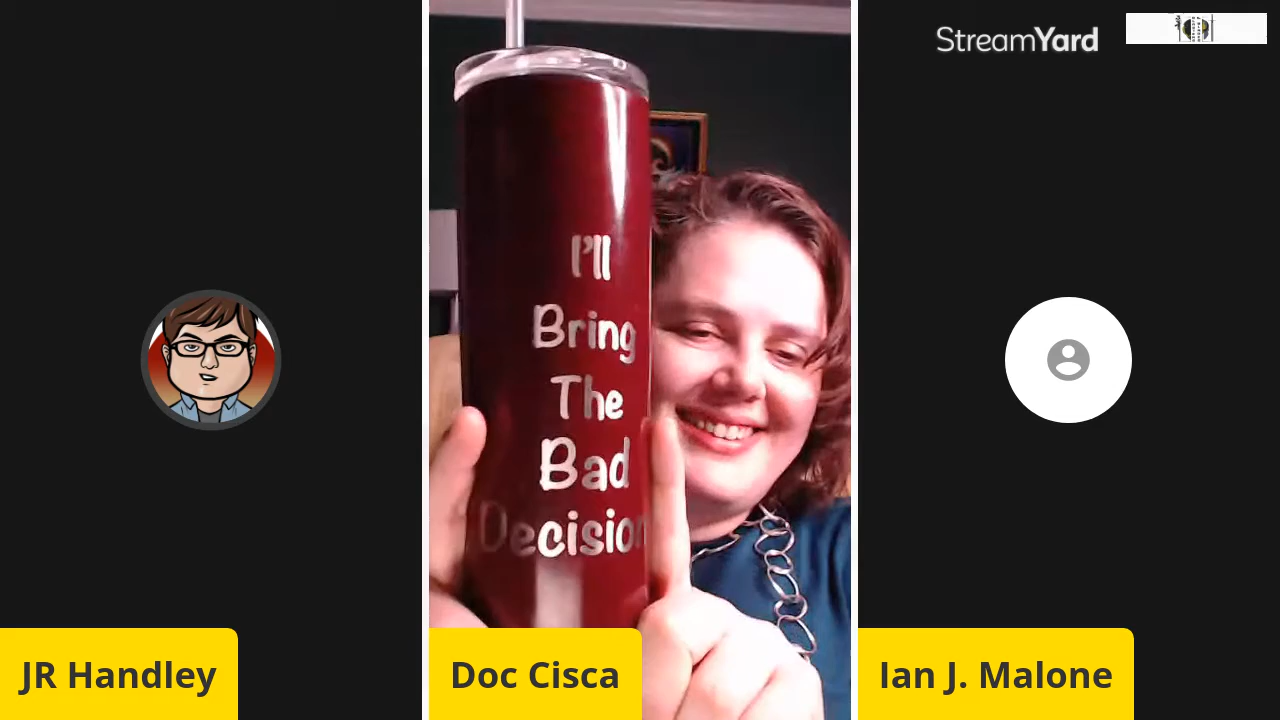 StreamYard
I'll
Bring
The
Bad
Decision
JR Handley
Doc Cisca
Ian J. Malone